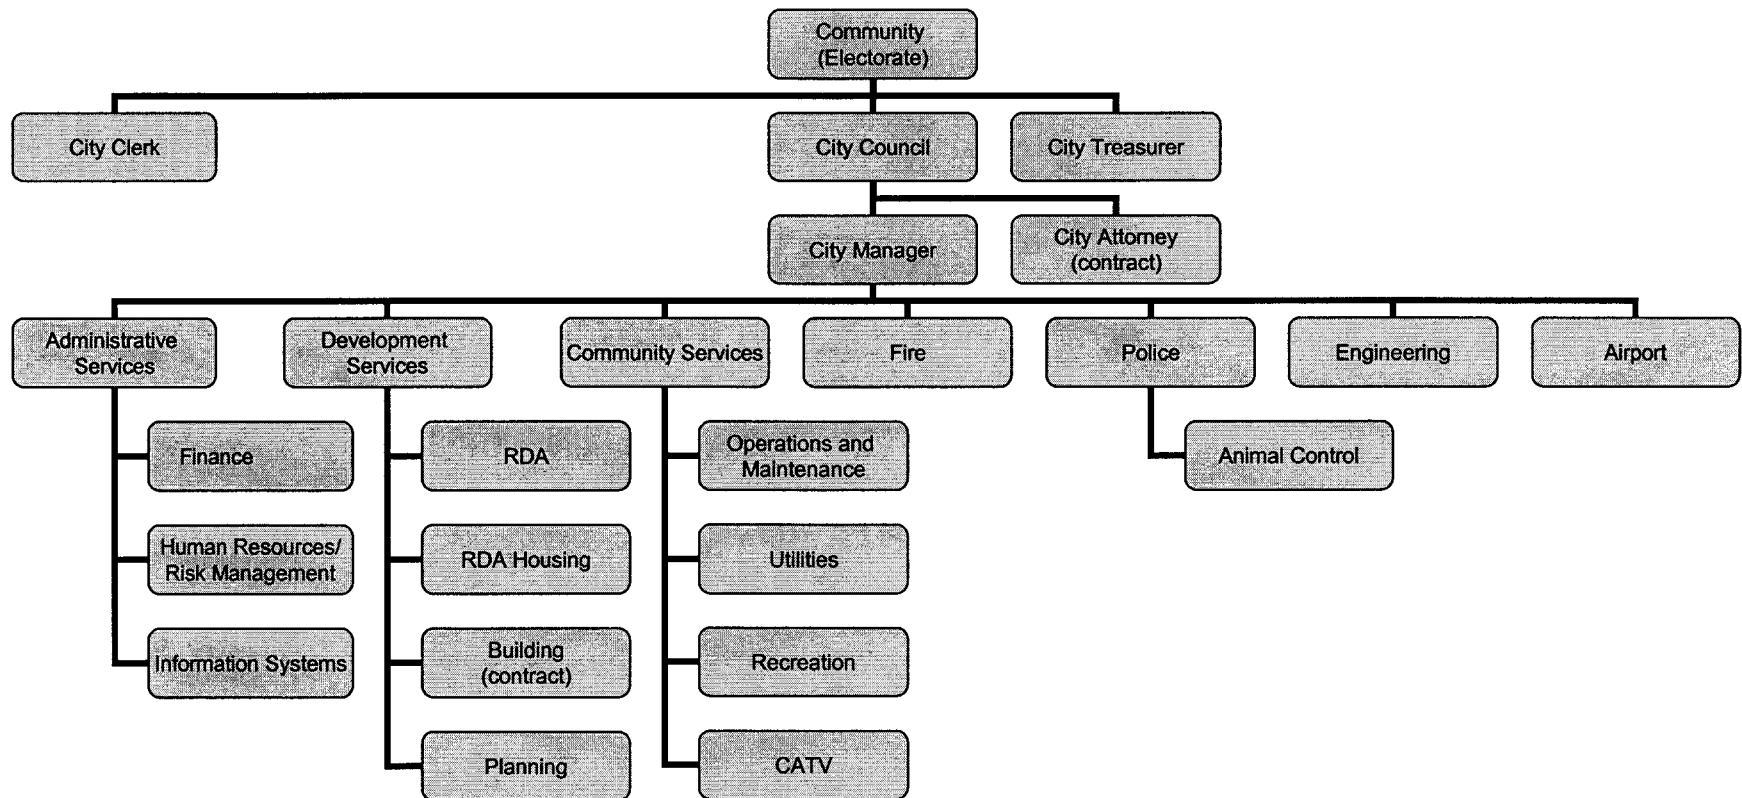 Community
(Electorate)
City Clerk
City Council
City Treasurer
City Manager
City Attorney
(contract)
Administrative
Services
Development
Services
Community Services
Fire
Police
Engineering
Airport
Finance
RDA
Operations and
Maintenance
Animal Control
Human Resources/
Risk Management
RDA Housing
Utilities
Information Systems
Building
(contract)
Recreation
Planning
CATV